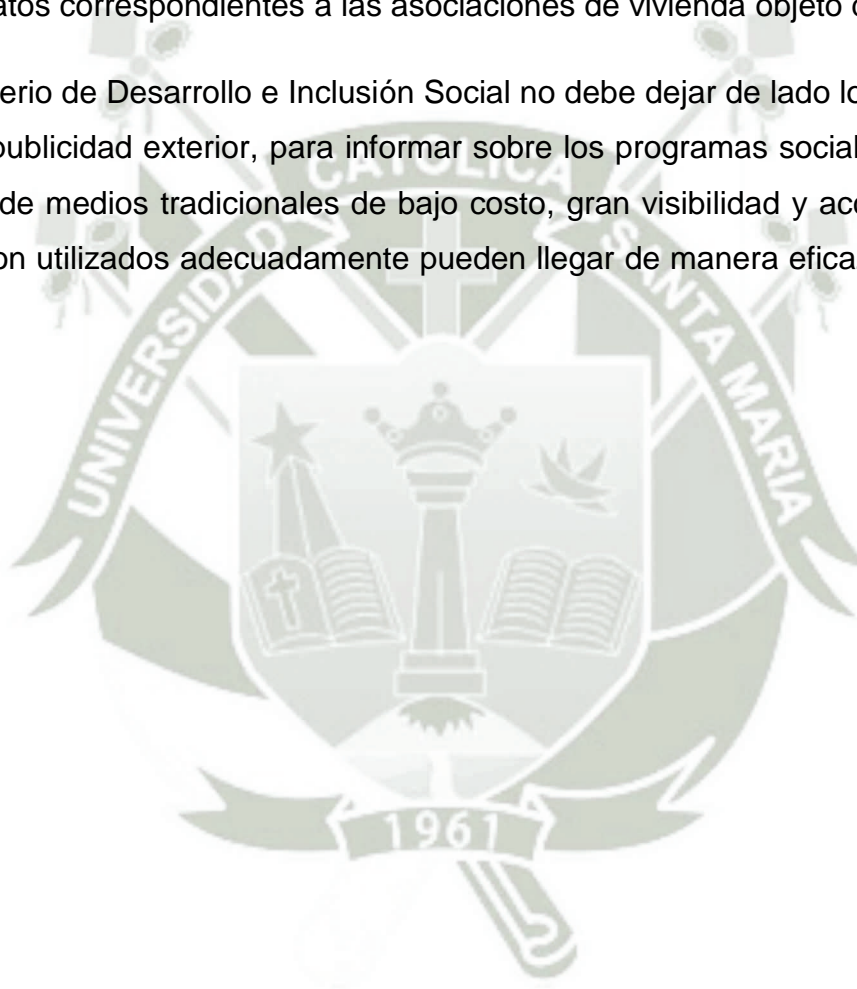 atos correspondientes a las asociaciones de vivienda objeto
erio de Desarrollo e Inclusión Social no debe dejar de lado
publicidad exterior, para informar sobre los programas social
de medios tradicionales de bajo costo, gran visibilidad y
on utilizados adecuadamente pueden llegar de manera efica
UNIVERSIDAD CATOLICA SANTA MARIA
1961